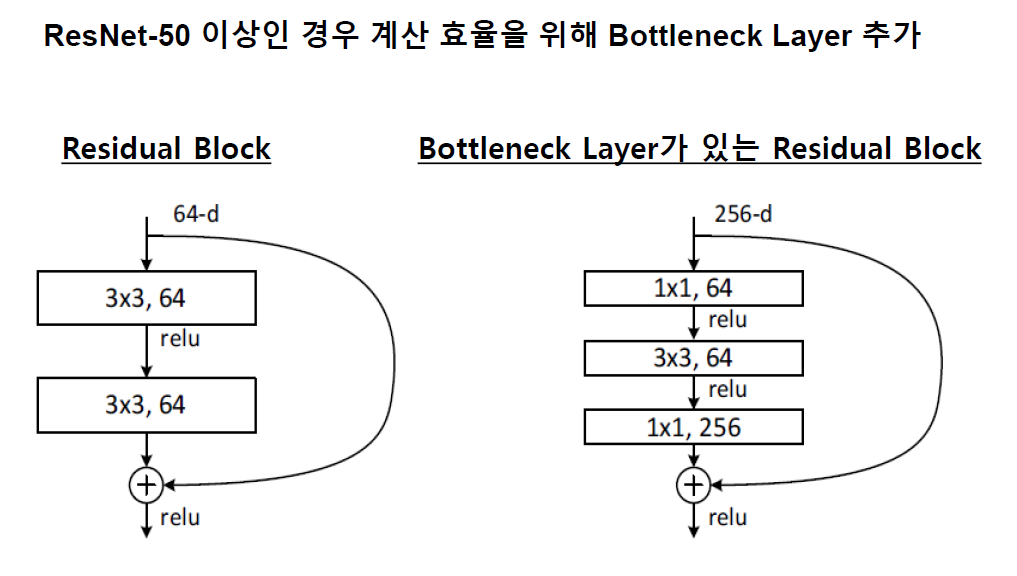 ResNet-50 이상인 경우 계산 효율을 위해 Bottleneck Layer 추가
Residual Block
64-d
3x3, 64
relu
3x3, 64
+
relu
Bottleneck Layer가 있는 Residual Block
256-d
1x1, 64
relu
3x3, 64
relu
1x1, 256
+
relu